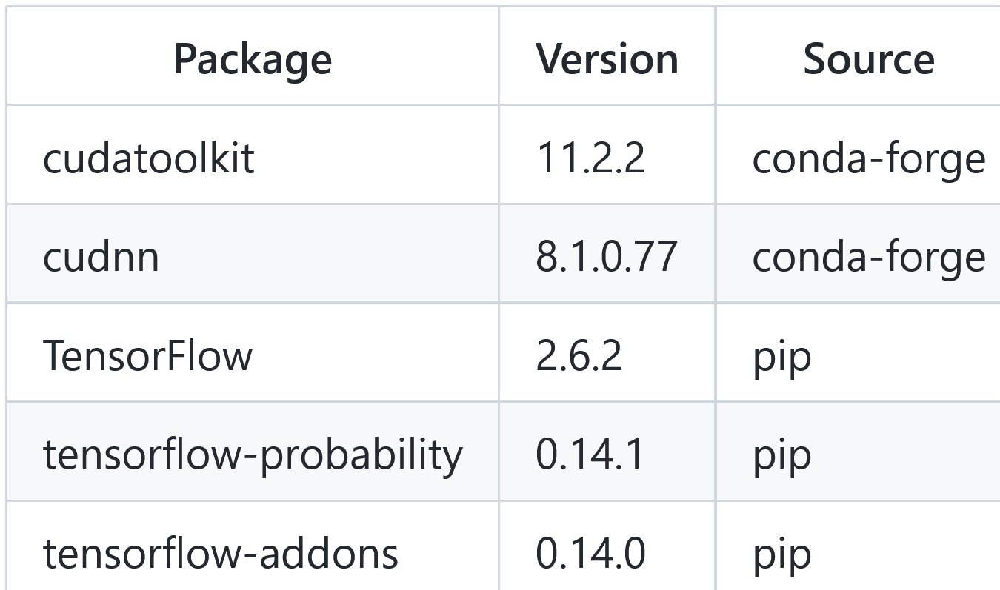 Package Version Source
cudatoolkit 11.2.2 conda-forge
cudnn 8.1.0.77 conda-forge
TensorFlow 2.6.2 pip
tensorflow-probability 0.14.1 pip
tensorflow-addons 0.14.0 pip